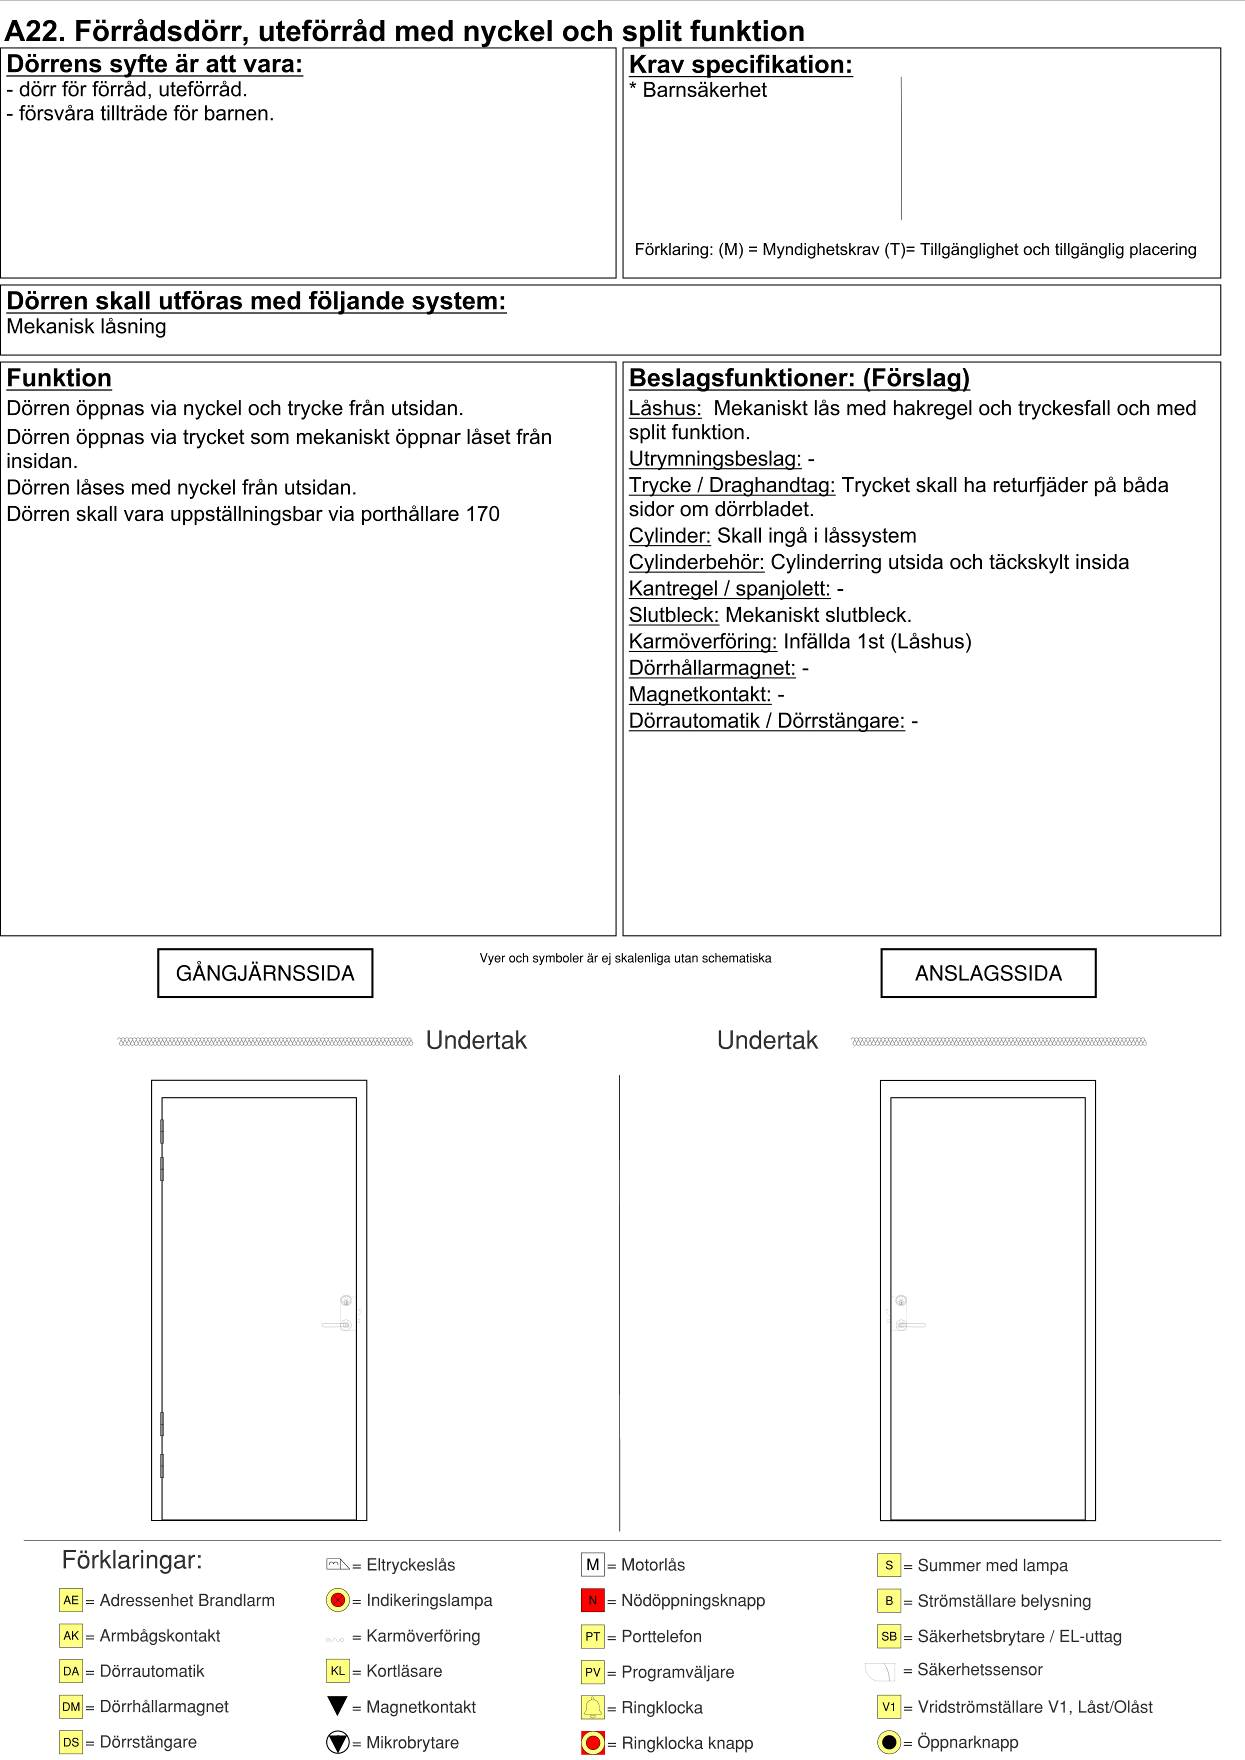 A22. Förrådsdörr, uteförråd med nyckel och split funktion
Dörrens syfte är att vara:
- dörr för förråd, uteförråd.
- försvåra tillträde för barnen.
Krav specifikation:
* Barnsäkerhet
Förklaring: (M) = Myndighetskrav (T)= Tillgänglighet och tillgänglig placering
Dörren skall utföras med följande system:
Mekanisk låsning
Funktion
Dörren öppnas via nyckel och trycke från utsidan.
Dörren öppnas via trycket som mekaniskt öppnar låset från
insidan.
Dörren låses med nyckel från utsidan.
Dörren skall vara uppställningsbar via porthållare 170
Beslagsfunktioner: (Förslag)
Låshus: Mekaniskt lås med hakregel och tryckesfall och med
split funktion.
Utrymningsbeslag: -
Trycke / Draghandtag: Trycket skall ha returfjäder på båda
sidor om dörrbladet.
Cylinder: Skall ingå i låssystem
Cylinderbehör: Cylinderring utsida och täckskylt insida
Kantregel / spanjolett: -
Slutbleck: Mekaniskt slutbleck.
Karmöverföring: Infällda 1st (Låshus)
Dörrhållarmagnet: -
Magnetkontakt: -
Dörrautomatik / Dörrstängare: -
GÅNGJÄRNSSIDA
Vyer och symboler är ej skalenliga utan schematiska
ANSLAGSSIDA
Undertak
Undertak
Förklaringar:
AE = Adressenhet Brandlarm
AK = Armbågskontakt
DA = Dörrautomatik
DM = Dörrhållarmagnet
DS = Dörrstängare
= Eltryckeslås
= Indikeringslampa
= Karmöverföring
KL = Kortläsare
= Magnetkontakt
= Mikrobrytare
M = Motorlås
N = Nödöppningsknapp
PT = Porttelefon
PV = Programväljare
= Ringklocka
= Ringklocka knapp
S = Summer med lampa
B = Strömställare belysning
SB = Säkerhetsbrytare / EL-uttag
= Säkerhetssensor
V1 = Vridströmställare V1, Låst/Olåst
= Öppnarknapp